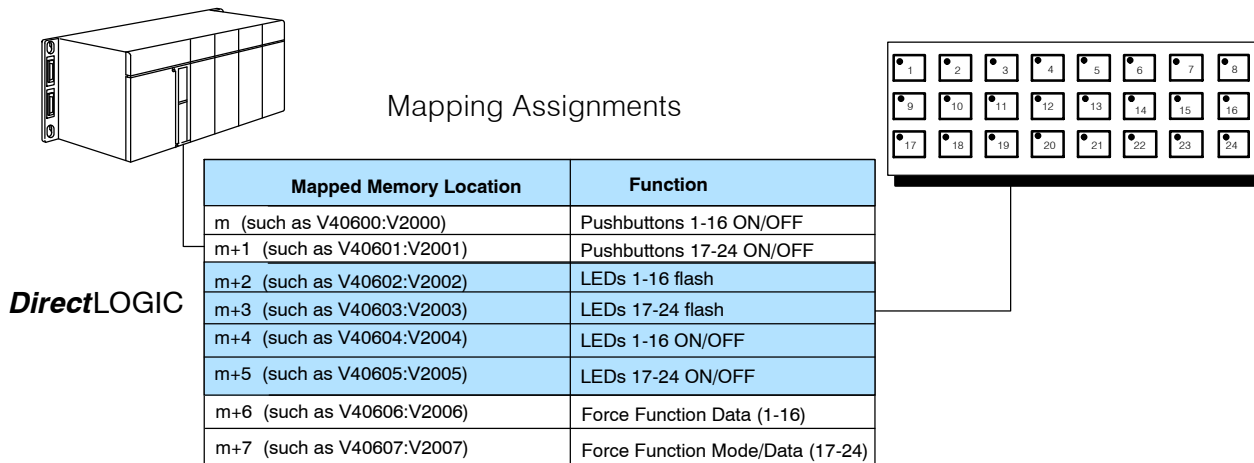 Mapping Assignments
1 2 3 4 5 6 7 8
9 10 11 12 13 14 15 16
17 18 19 20 21 22 23 24
Mapped Memory Location Function
m (such as V40600:V2000) Pushbuttons 1-16 ON/OFF
m+1 (such as V40601:V2001) Pushbuttons 17-24 ON/OFF
m+2 (such as V40602:V2002) LEDs 1-16 flash
m+3 (such as V40603:V2003) LEDs 17-24 flash
m+4 (such as V40604:V2004) LEDs 1-16 ON/OFF
m+5 (such as V40605:V2005) LEDs 17-24 ON/OFF
m+6 (such as V40606:V2006) Force Function Data (1-16)
m+7 (such as V40607:V2007) Force Function Mode/Data (17-24)
DirectLOGIC